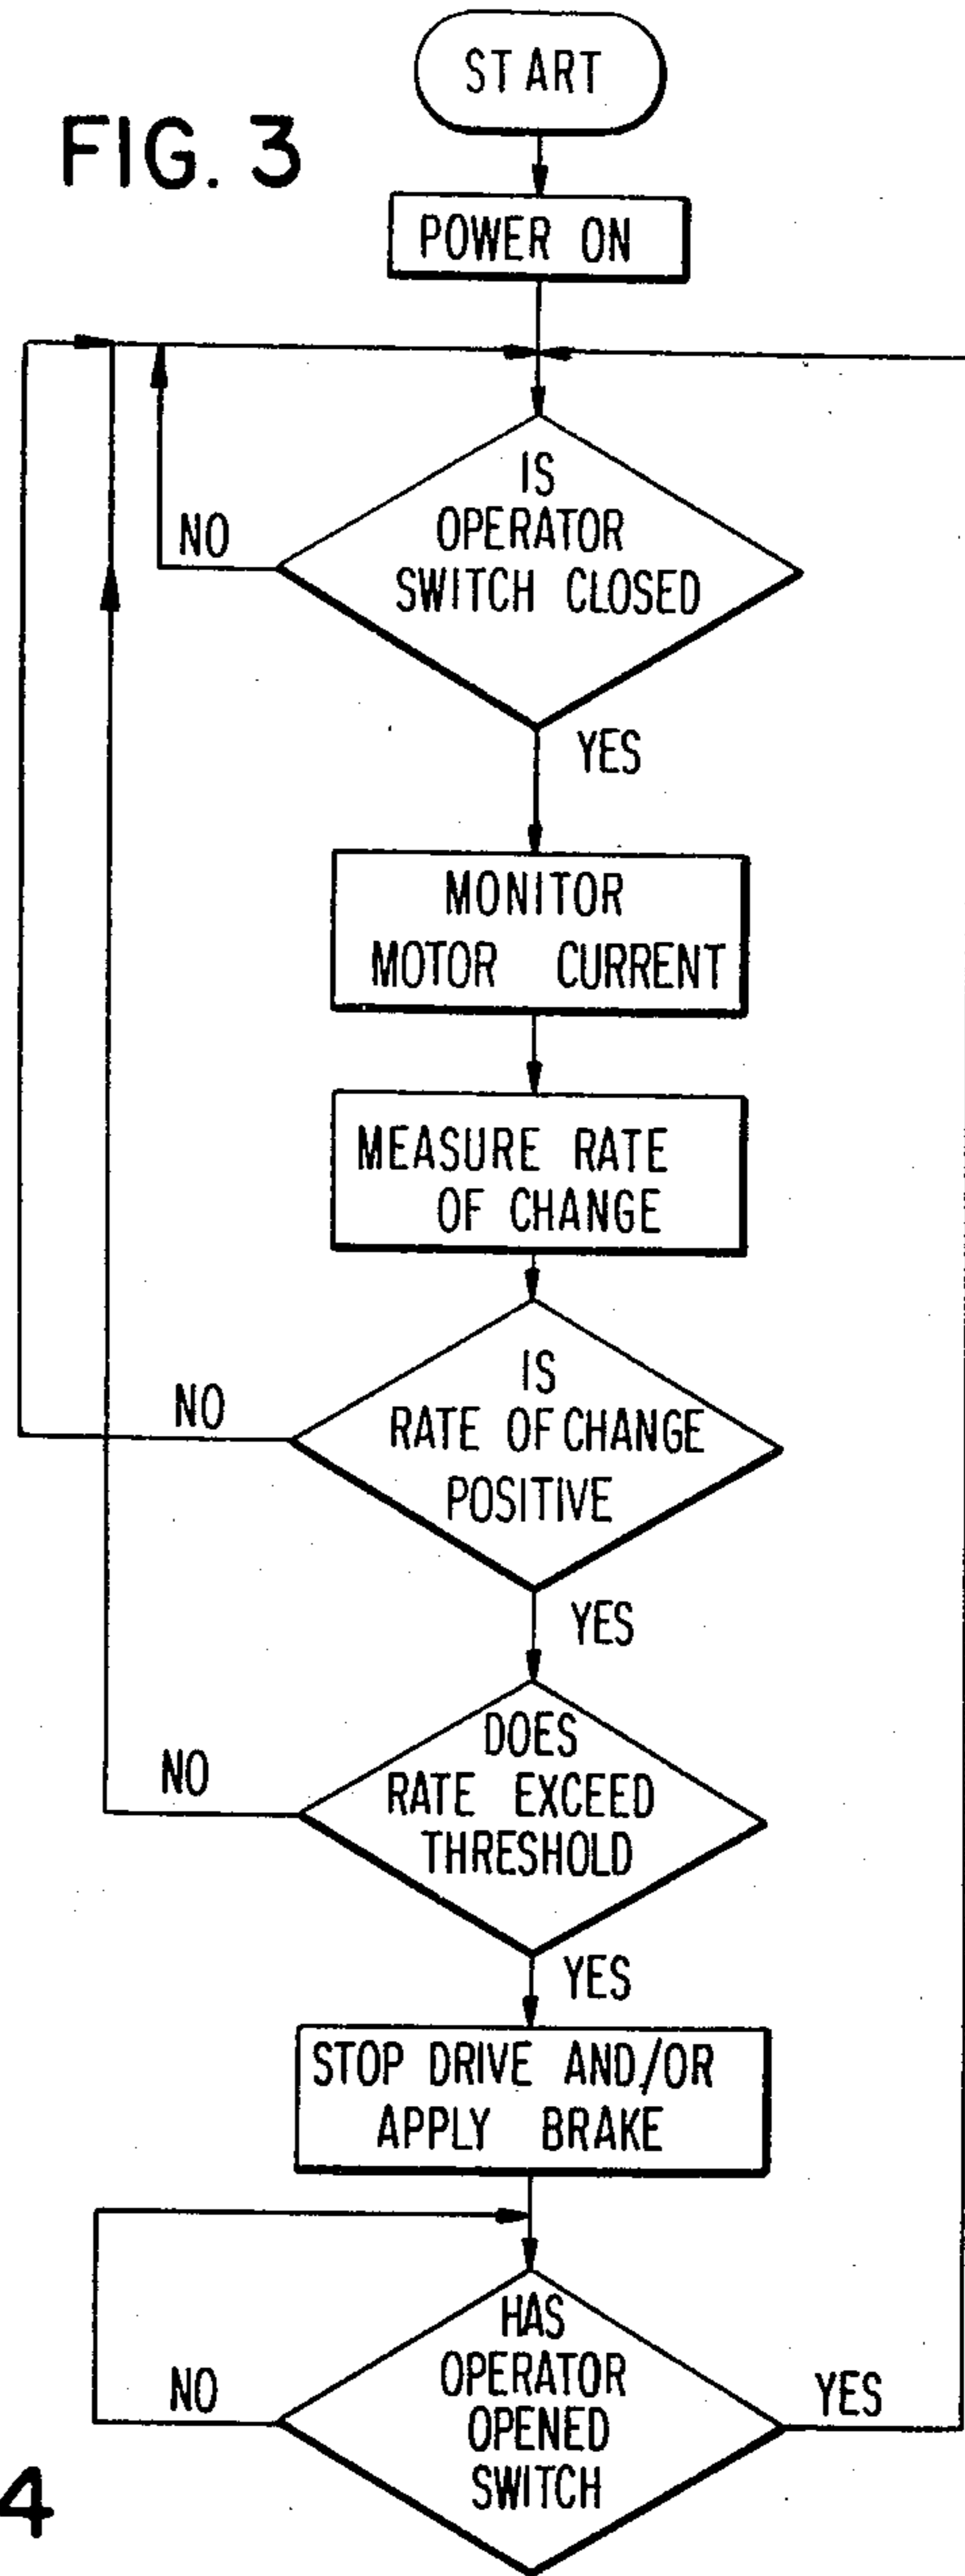 START
FIG. 3
POWER ON
IS
OPERATOR
SWITCH CLOSED
NO
YES
MONITOR
MOTOR CURRENT
MEASURE RATE
OF CHANGE
IS
RATE OF CHANGE
POSITIVE
NO
YES
DOES
RATE EXCEED
THRESHOLD
NO
YES
STOP DRIVE AND/OR
APPLY BRAKE
HAS
OPERATOR
OPENED
SWITCH
NO
YES
4